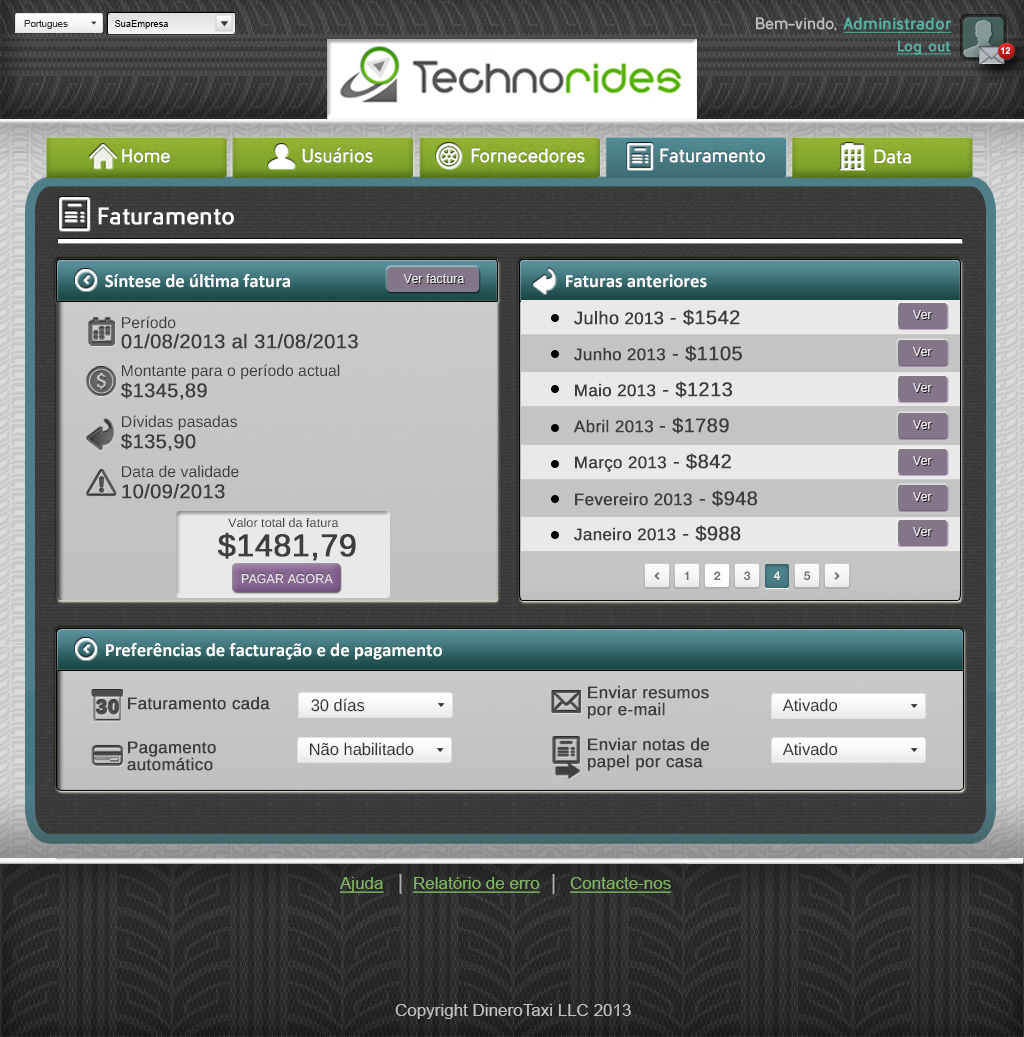 Portugues
SuaEmpresa
Bem-vindo, Administrador
Log out
12
Technorides
Home
Usuários
Fornecedores
Faturamento
Data
Faturamento
Síntese de última fatura
Ver factura
Período
01/08/2013 al 31/08/2013
Montante para o período actual
$1345,89
Dívidas pasadas
$135,90
Data de validade
10/09/2013
Valor total da fatura
$1481,79
PAGAR AGORA
Faturas anteriores
Julho 2013 - $1542 Ver
Junho 2013 - $1105 Ver
Maio 2013 - $1213 Ver
Abril 2013 - $1789 Ver
Março 2013 - $842 Ver
Fevereiro 2013 - $948 Ver
Janeiro 2013 - $988 Ver
‹ 1 2 3 4 5 ›
Preferências de facturação e de pagamento
30
Faturamento cada
30 días
Pagamento
automático
Não habilitado
Enviar resumos
por e-mail
Ativado
Enviar notas de
papel por casa
Ativado
Ajuda | Relatório de erro | Contacte-nos
Copyright DineroTaxi LLC 2013